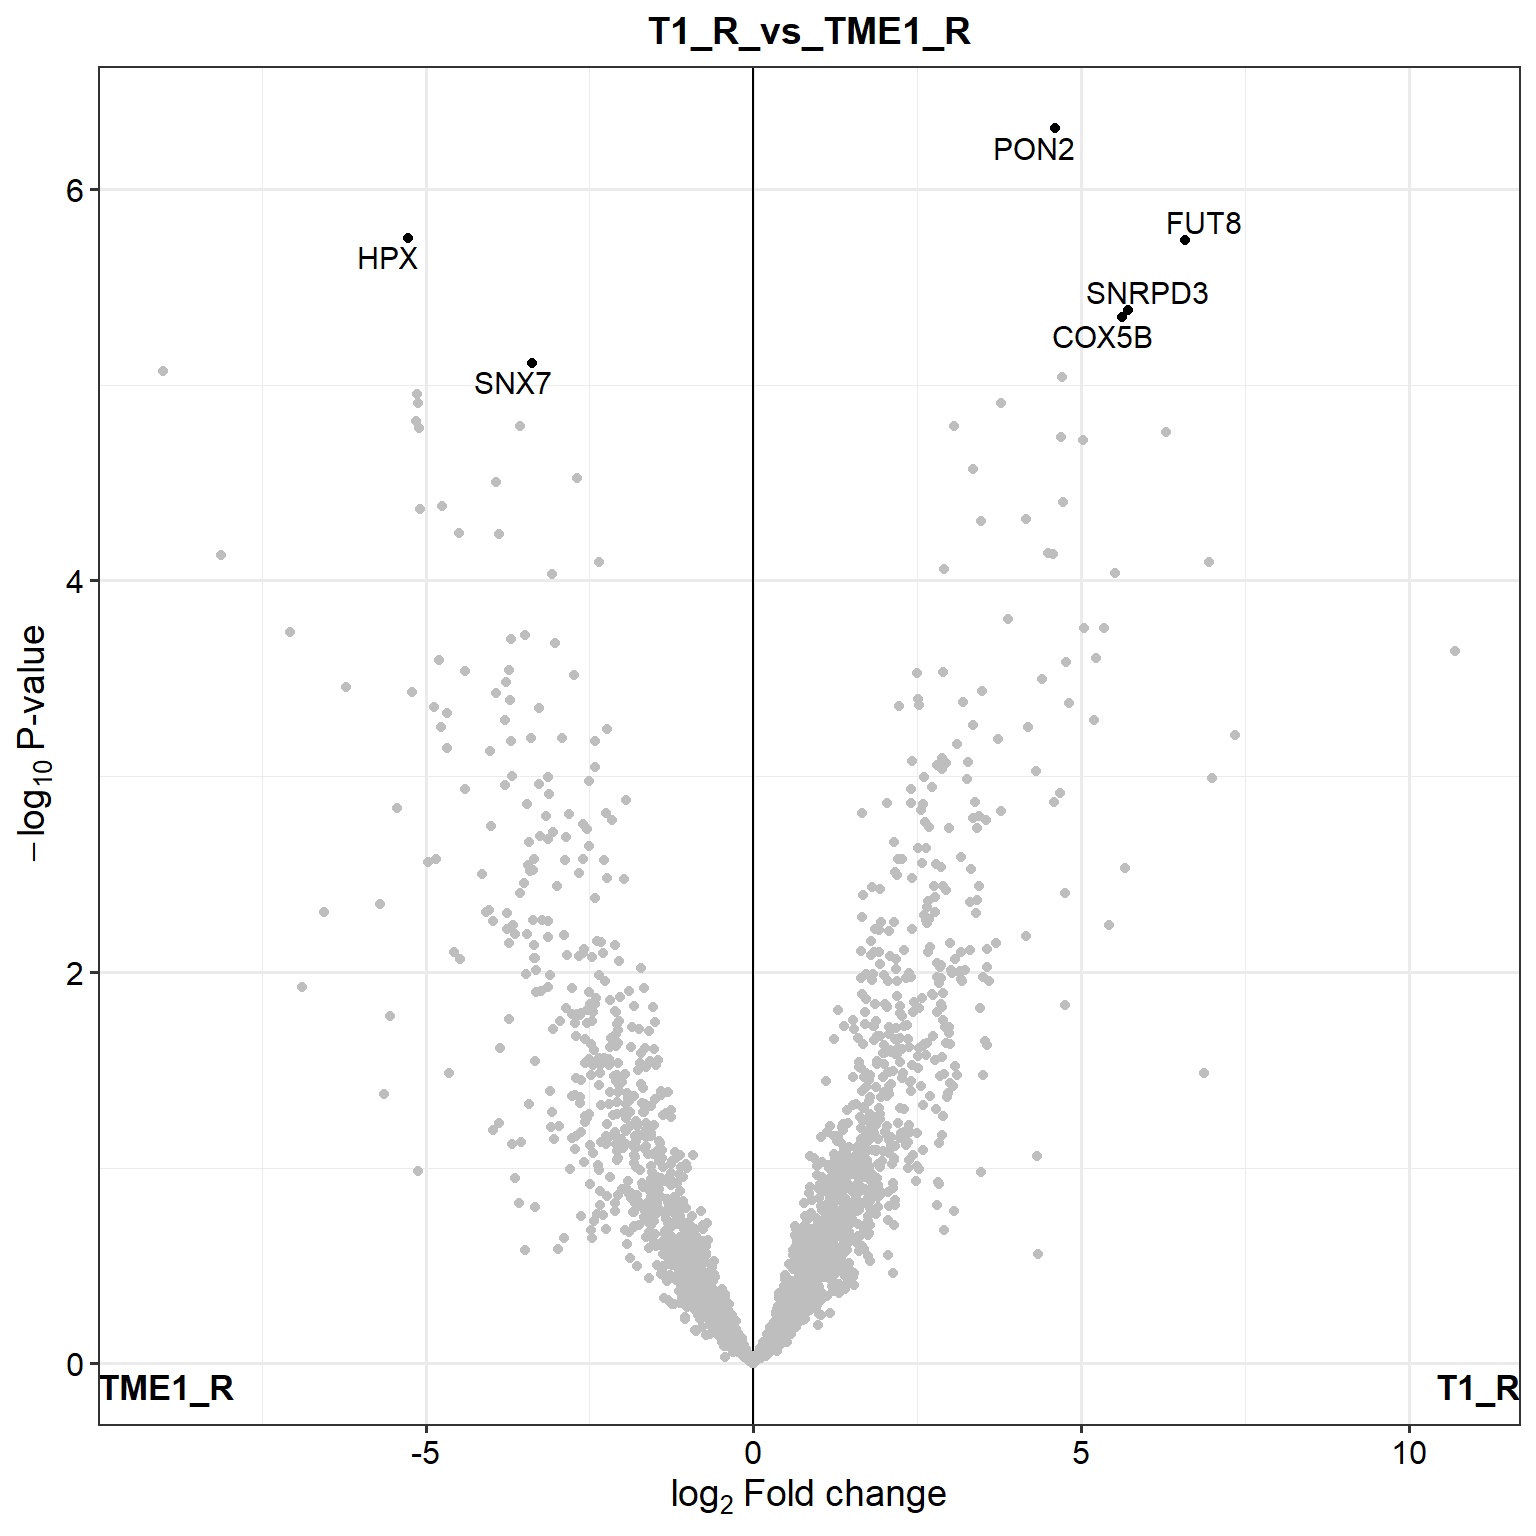 T1_R_vs_TME1_R
PON2
6
FUT8
HPX
SNRPD3
COX5B
SNX7
4
−log10 P-value
2
0
TME1_R
T1_R
-5
0
5
10
log2 Fold change